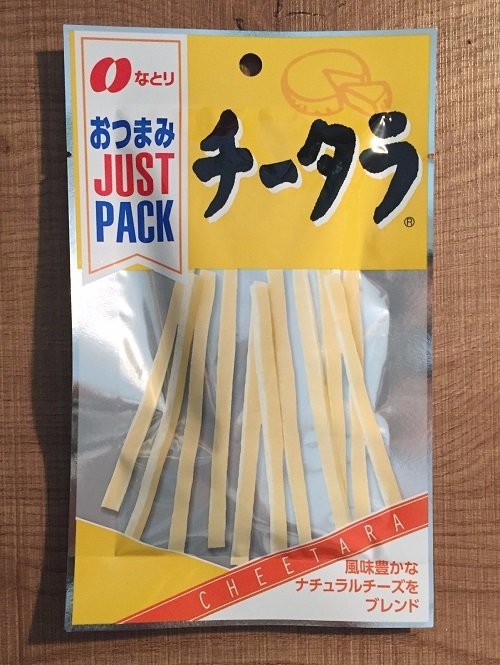 なとり
おつまみ
JUST
PACK
チータラ
®
CHEETARA
風味豊かな
ナチュラルチーズを
ブレンド